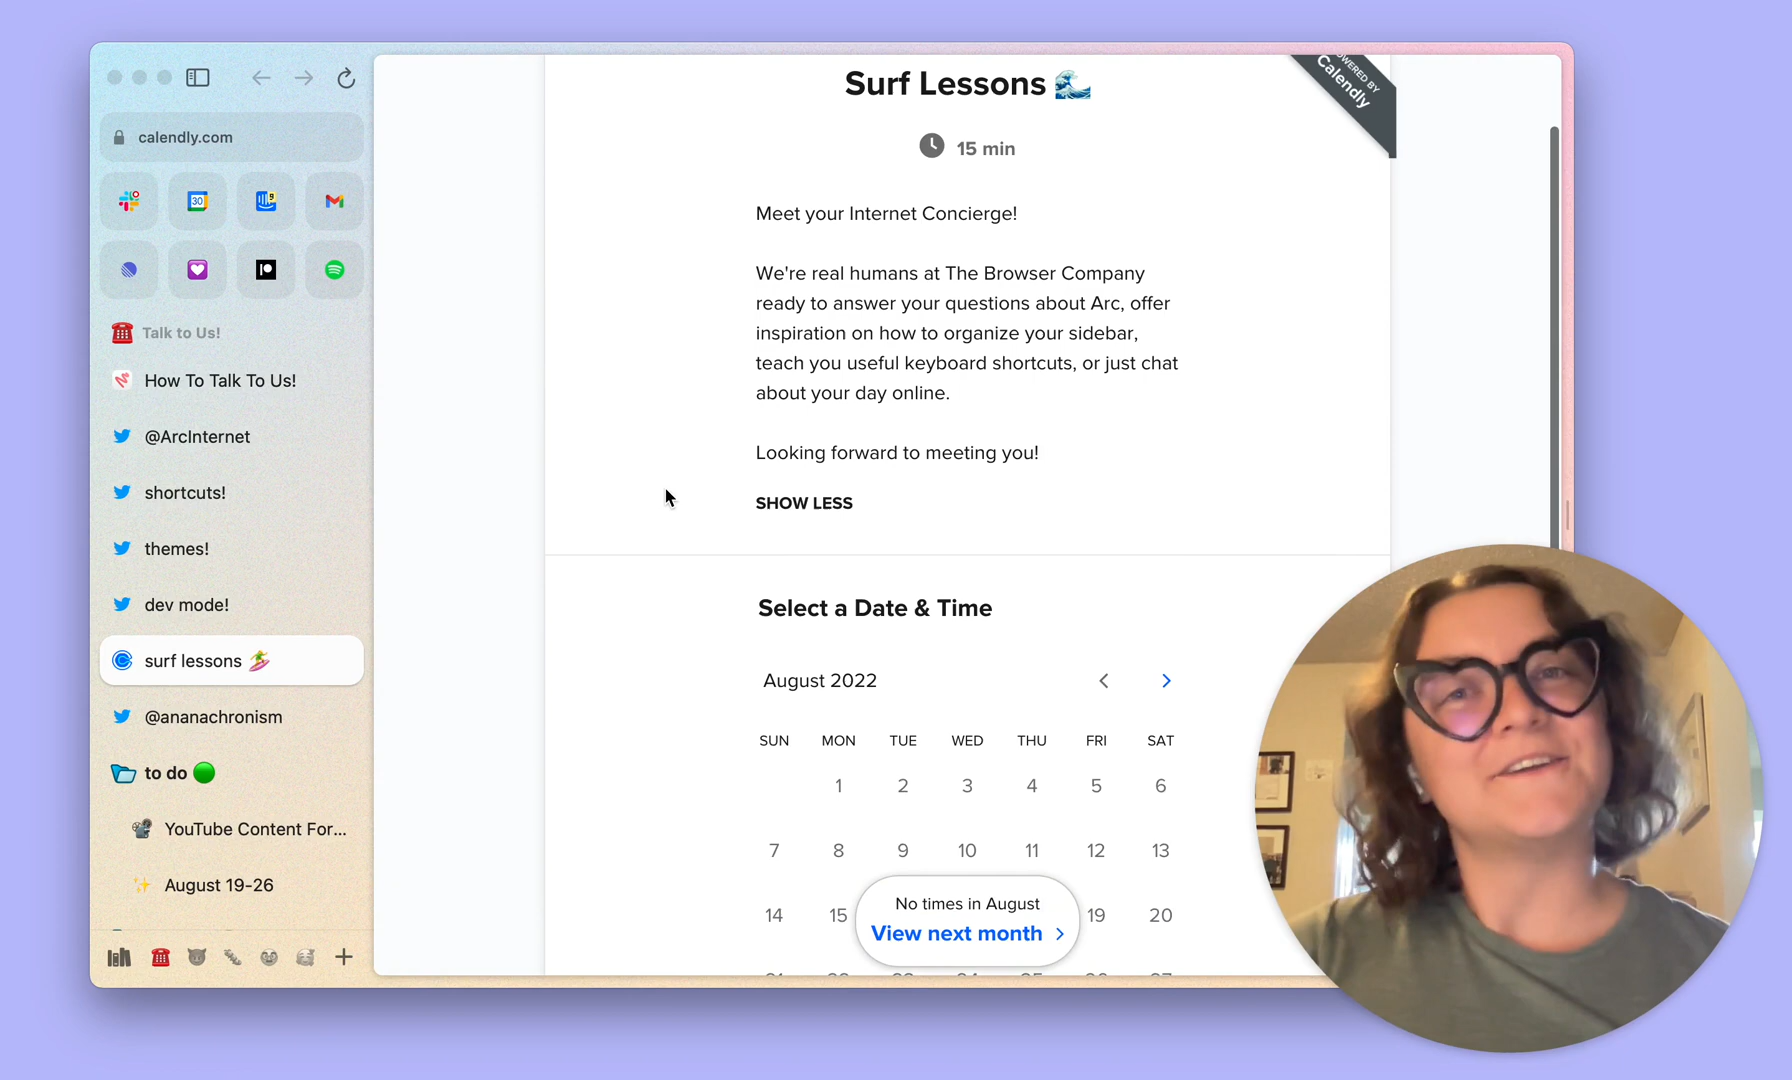 calendly.com
30
9
Talk to Us!
How To Talk To Us!
@ArcInternet
shortcuts!
themes!
dev mode!
surf lessons
@ananachronism
to do
YouTube Content For...
August 19-26
Surf Lessons
POWERED BY
Calendly
15 min
Meet your Internet Concierge!
We're real humans at The Browser Company
ready to answer your questions about Arc, offer
inspiration on how to organize your sidebar,
teach you useful keyboard shortcuts, or just chat
about your day online.
Looking forward to meeting you!
SHOW LESS
Select a Date & Time
August 2022
SUN MON TUE WED THU FRI SAT
1 2 3 4 5 6
7 8 9 10 11 12 13
14 15 19 20
No times in August
View next month